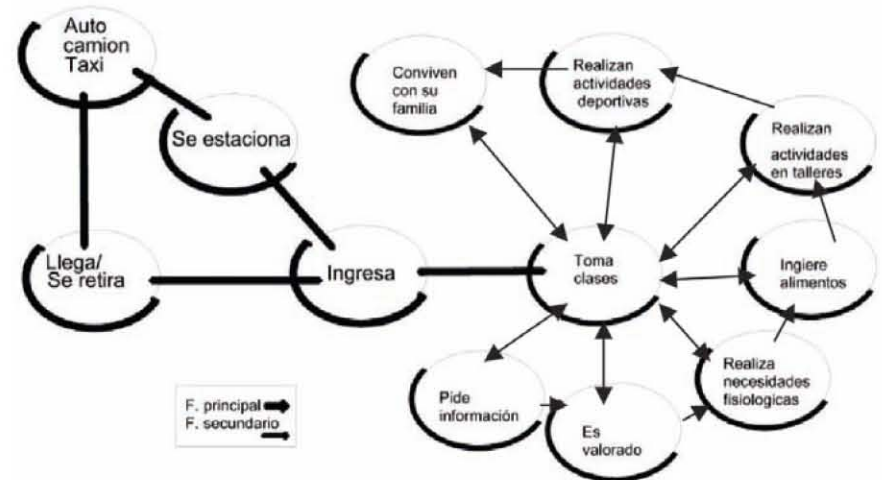 Auto
camion
Taxi
Se estaciona
Llega/
Se retira
Ingresa
Conviven
con su
familia
Realizan
actividades
deportivas
Realizan
actividades
en talleres
Toma
clases
Ingiere
alimentos
Realiza
necesidades
fisiologicas
Pide
información
Es
valorado
F. principal
F. secundario